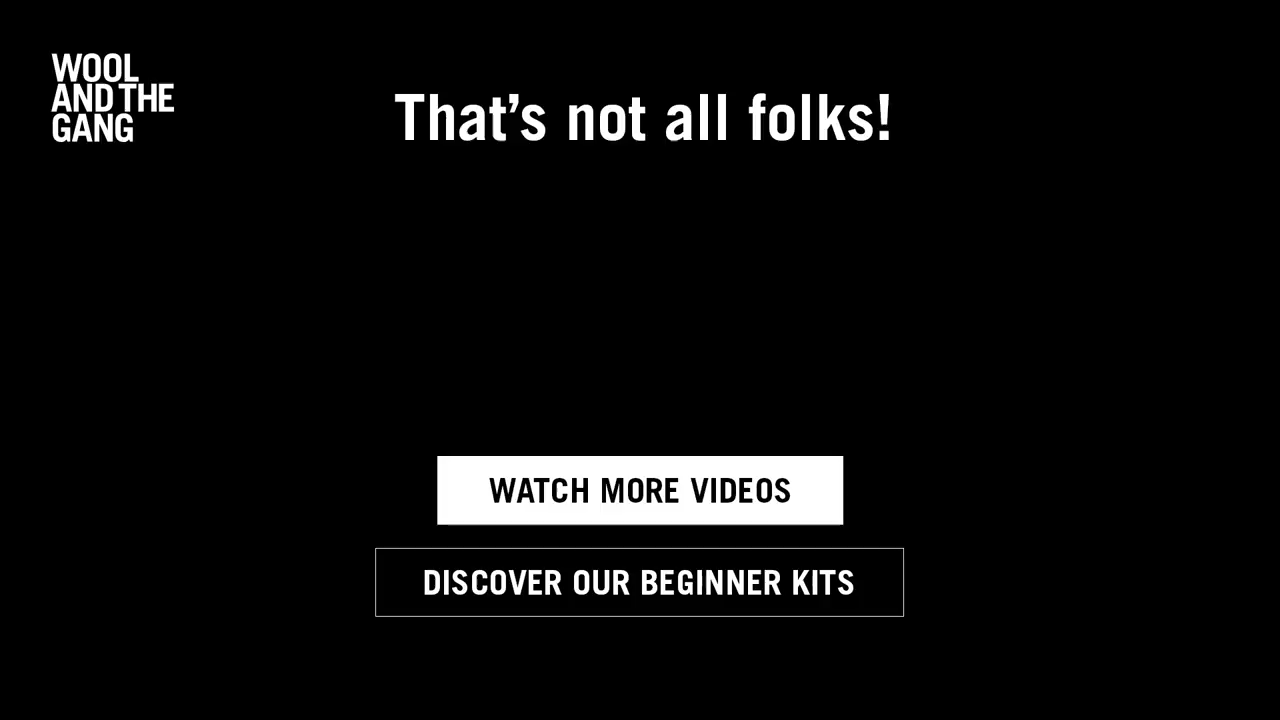 WOOL
AND THE
GANG
That’s not all folks!
WATCH MORE VIDEOS
DISCOVER OUR BEGINNER KITS